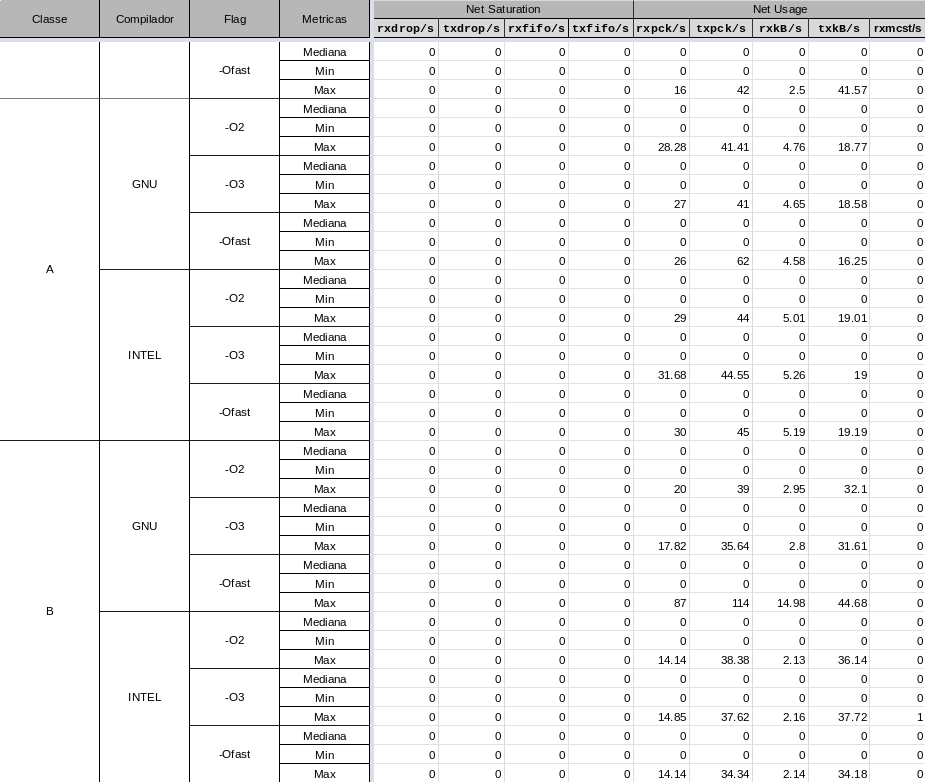 Classe Compilador Flag Metricas Net Saturation Net Usage
rxdrop/s txdrop/s rxfifo/s txfifo/s rxpck/s txpck/s rxkB/s txkB/s rxmcst/s
Mediana 0 0 0 0 0 0 0 0 0
-Ofast Min 0 0 0 0 0 0 0 0 0
Max 0 0 0 0 16 42 2.5 41.57 0
Mediana 0 0 0 0 0 0 0 0 0
-O2 Min 0 0 0 0 0 0 0 0 0
Max 0 0 0 0 28.28 41.41 4.76 18.77 0
Mediana 0 0 0 0 0 0 0 0 0
GNU -O3 Min 0 0 0 0 0 0 0 0 0
Max 0 0 0 0 27 41 4.65 18.58 0
Mediana 0 0 0 0 0 0 0 0 0
-Ofast Min 0 0 0 0 0 0 0 0 0
Max 0 0 0 0 26 62 4.58 16.25 0
A
Mediana 0 0 0 0 0 0 0 0 0
-O2 Min 0 0 0 0 0 0 0 0 0
Max 0 0 0 0 29 44 5.01 19.01 0
Mediana 0 0 0 0 0 0 0 0 0
INTEL -O3 Min 0 0 0 0 0 0 0 0 0
Max 0 0 0 0 31.68 44.55 5.26 19 0
Mediana 0 0 0 0 0 0 0 0 0
-Ofast Min 0 0 0 0 0 0 0 0 0
Max 0 0 0 0 30 45 5.19 19.19 0
Mediana 0 0 0 0 0 0 0 0 0
-O2 Min 0 0 0 0 0 0 0 0 0
Max 0 0 0 0 20 39 2.95 32.1 0
Mediana 0 0 0 0 0 0 0 0 0
GNU -O3 Min 0 0 0 0 0 0 0 0 0
Max 0 0 0 0 17.82 35.64 2.8 31.61 0
Mediana 0 0 0 0 0 0 0 0 0
-Ofast Min 0 0 0 0 0 0 0 0 0
Max 0 0 0 0 87 114 14.98 44.68 0
B
Mediana 0 0 0 0 0 0 0 0 0
-O2 Min 0 0 0 0 0 0 0 0 0
Max 0 0 0 0 14.14 38.38 2.13 36.14 0
Mediana 0 0 0 0 0 0 0 0 0
INTEL -O3 Min 0 0 0 0 0 0 0 0 0
Max 0 0 0 0 14.85 37.62 2.16 37.72 1
Mediana 0 0 0 0 0 0 0 0 0
-Ofast Min 0 0 0 0 0 0 0 0 0
Max 0 0 0 0 14.14 34.34 2.14 34.18 0